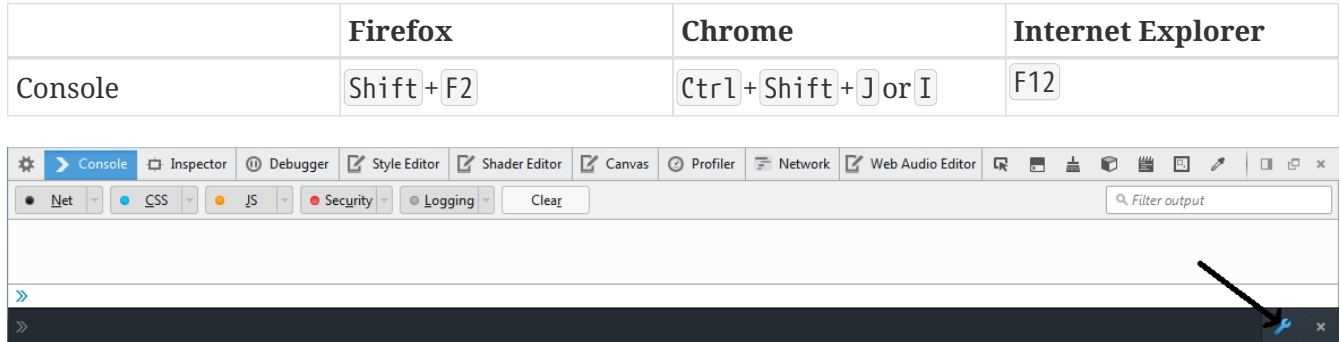 Firefox Chrome Internet Explorer
Console Shift+F2 Ctrl+Shift+J or I F12
Console Inspector Debugger Style Editor Shader Editor Canvas Profiler Network Web Audio Editor
Net CSS JS Security Logging Clear Filter output